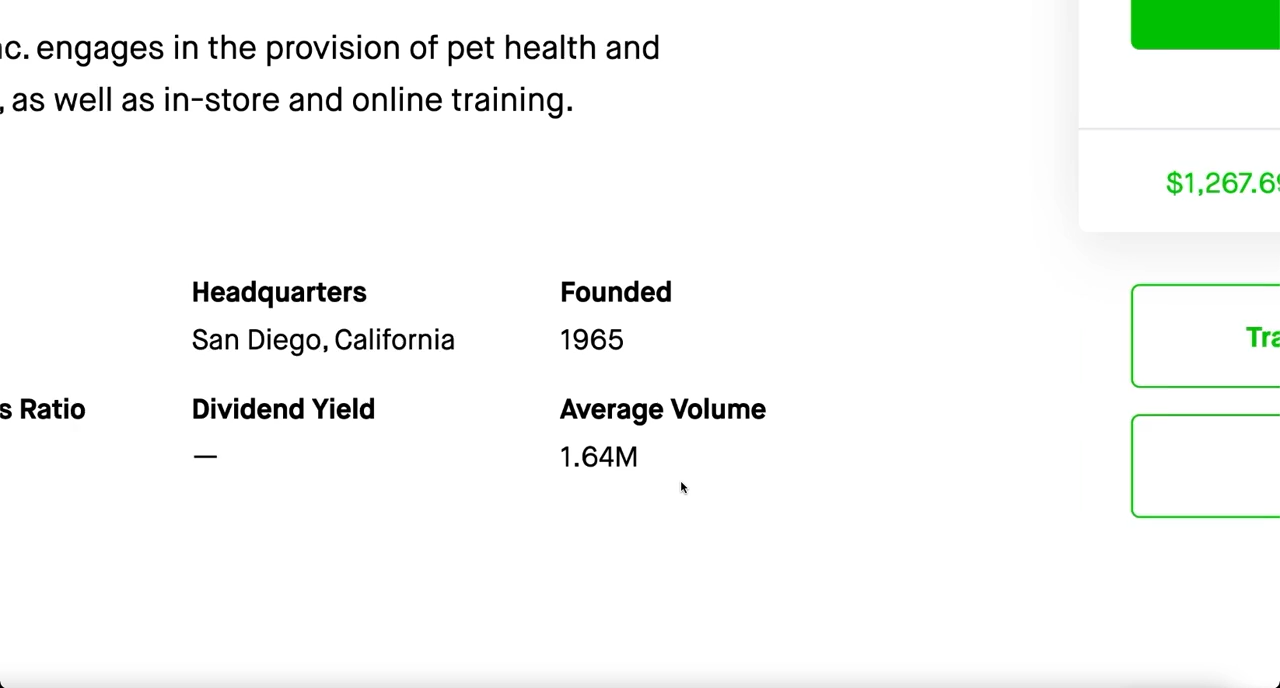 engages in the provision of pet health and
as well as in-store and online training.
$1,267.6
Headquarters
Founded
San Diego, California
1965
Ratio
Dividend Yield
Average Volume
—
1.64M